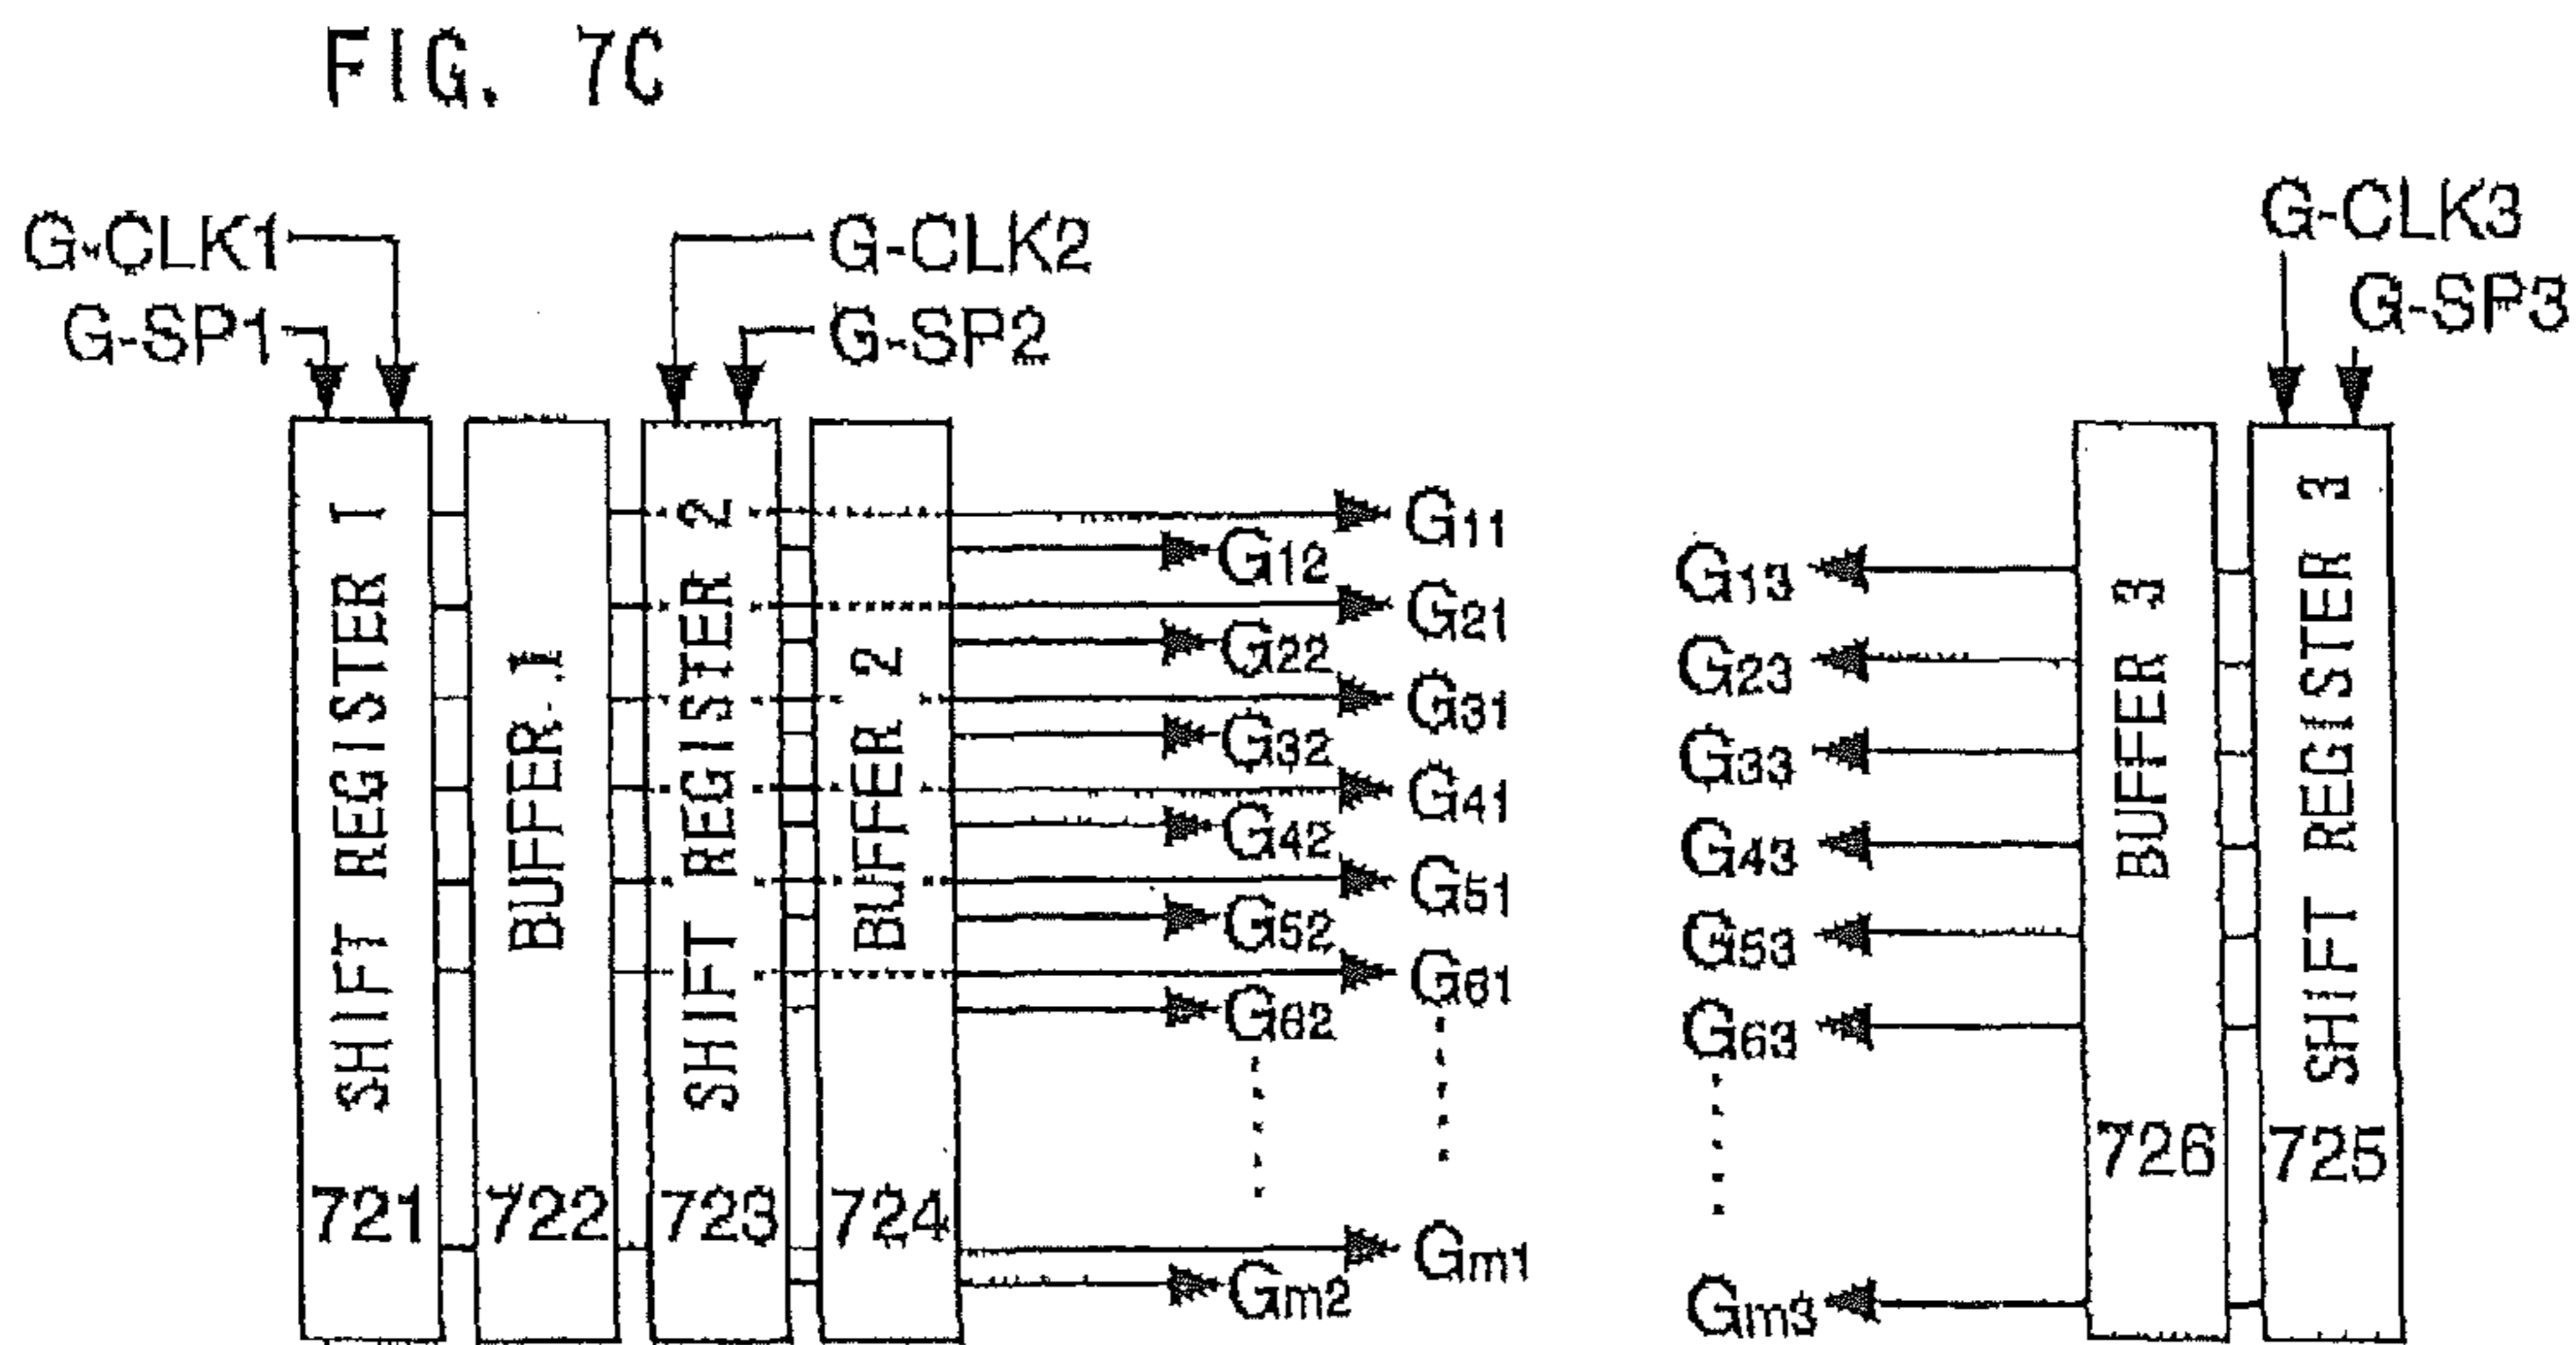 FIG. 7C
G-CLK1
G-SP1
G-CLK2
G-SP2
G-CLK3
G-SP3
SHIFT REGISTER 1
721
BUFFER 1
722
SHIFT REGISTER 2
723
BUFFER 2
724
G11
G12
G21
G22
G31
G32
G41
G42
G51
G52
G61
G62
Gm1
Gm2
G13
G23
G33
G43
G53
G63
Gm3
BUFFER 3
726
SHIFT REGISTER 3
725